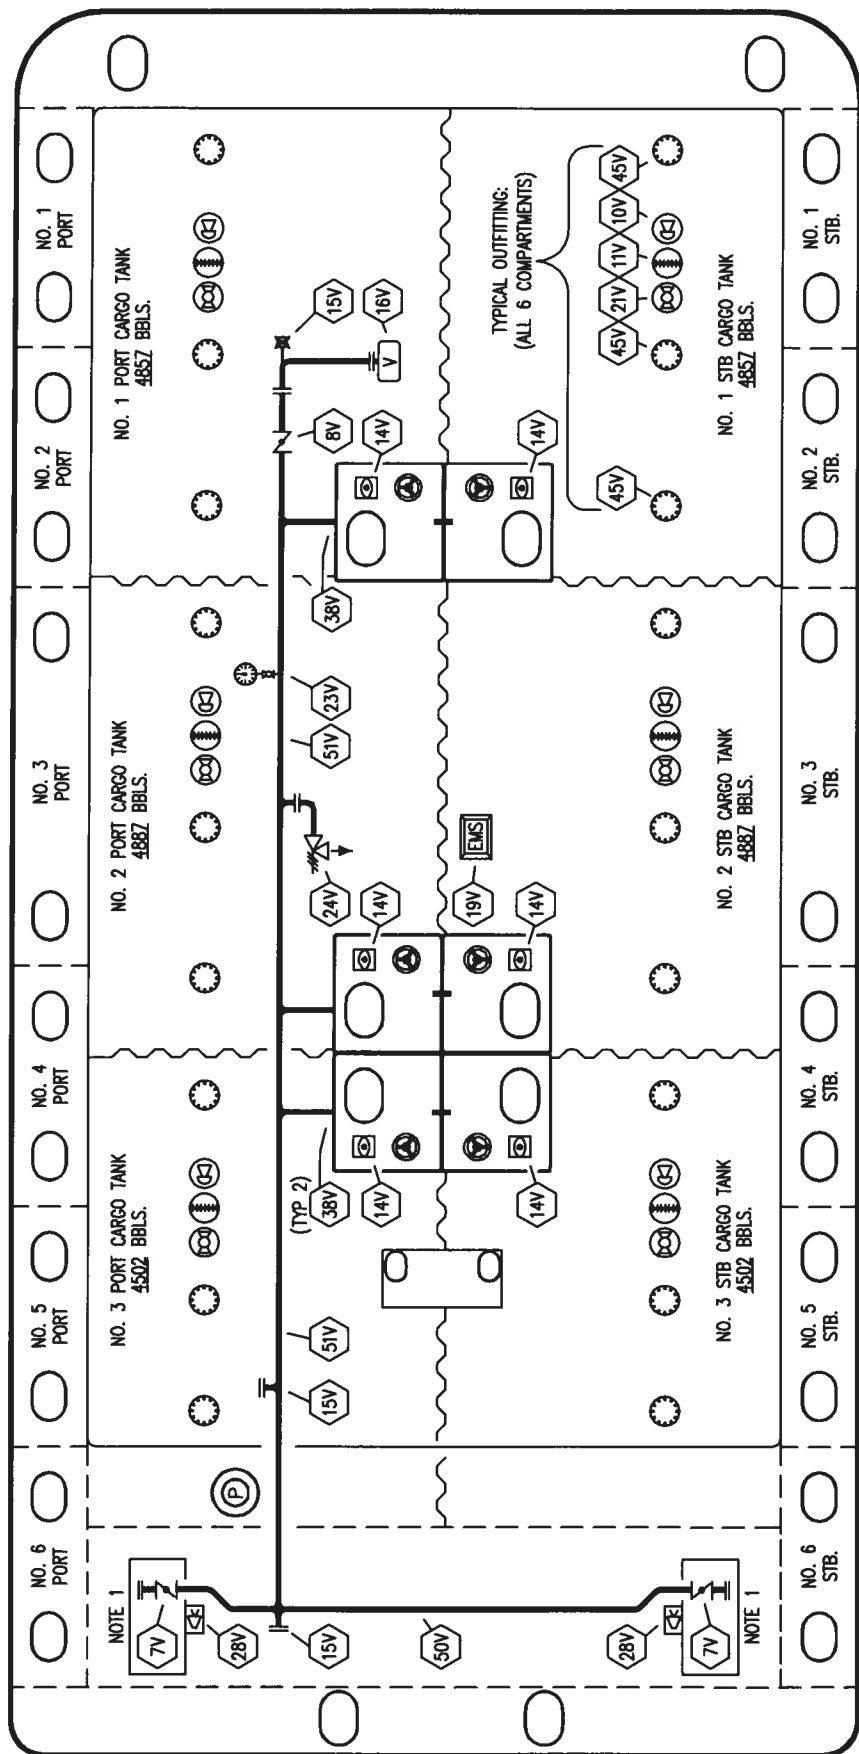 NO. 1
PORT
NO. 2
PORT
NO. 3
PORT
NO. 4
PORT
NO. 5
PORT
NO. 6
PORT
NO. 1 PORT CARGO TANK
4857 BBLS.
NO. 2 PORT CARGO TANK
4887 BBLS.
NO. 3 PORT CARGO TANK
4502 BBLS.
NOTE 1
7V
28V
15V
50V
15V
51V
(TYP 2)
38V
14V
14V
24V
14V
19V
EMS
14V
51V
23V
38V
8V
14V
14V
15V
16V
V
P
TYPICAL OUTFITTING:
(ALL 6 COMPARTMENTS)
45V
45V
21V
11V
10V
45V
28V
7V
NOTE 1
NO. 3 STB CARGO TANK
4502 BBLS.
NO. 2 STB CARGO TANK
4887 BBLS.
NO. 1 STB CARGO TANK
4857 BBLS.
NO. 6
STB.
NO. 5
STB.
NO. 4
STB.
NO. 3
STB.
NO. 2
STB.
NO. 1
STB.